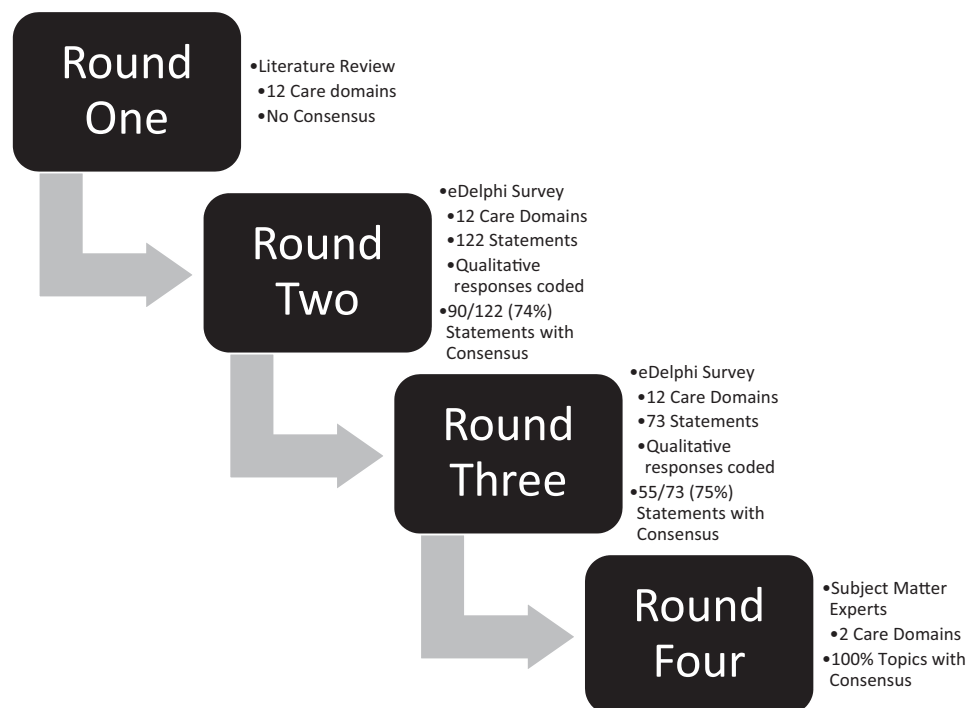 Round
One
•Literature Review
•12 Care domains
•No Consensus
Round
Two
•eDelphi Survey
•12 Care Domains
•122 Statements
•Qualitative
responses coded
•90/122 (74%)
Statements with
Consensus
Round
Three
•eDelphi Survey
•12 Care Domains
•73 Statements
•Qualitative
responses coded
•55/73 (75%)
Statements with
Consensus
Round
Four
•Subject Matter
Experts
•2 Care Domains
•100% Topics with
Consensus